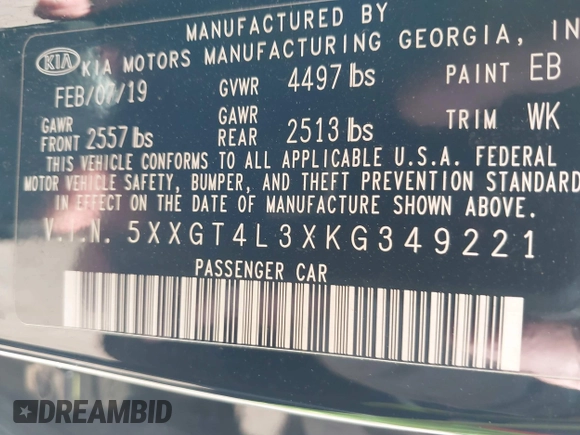 MANUFACTURED BY
KIA KIA MOTORS MANUFACTURING GEORGIA, IN
FEB/07/19 GVWR 4497 lbs PAINT EB
GAWR FRONT 2557 lbs GAWR REAR 2513 lbs TRIM WK
THIS VEHICLE CONFORMS TO ALL APPLICABLE U.S.A. FEDERAL
MOTOR VEHICLE SAFETY, BUMPER, AND THEFT PREVENTION STANDARD
IN EFFECT ON THE DATE OF MANUFACTURE SHOWN ABOVE.
V.I.N. 5XXGT4L3XKG349221
PASSENGER CAR
DREAMBID